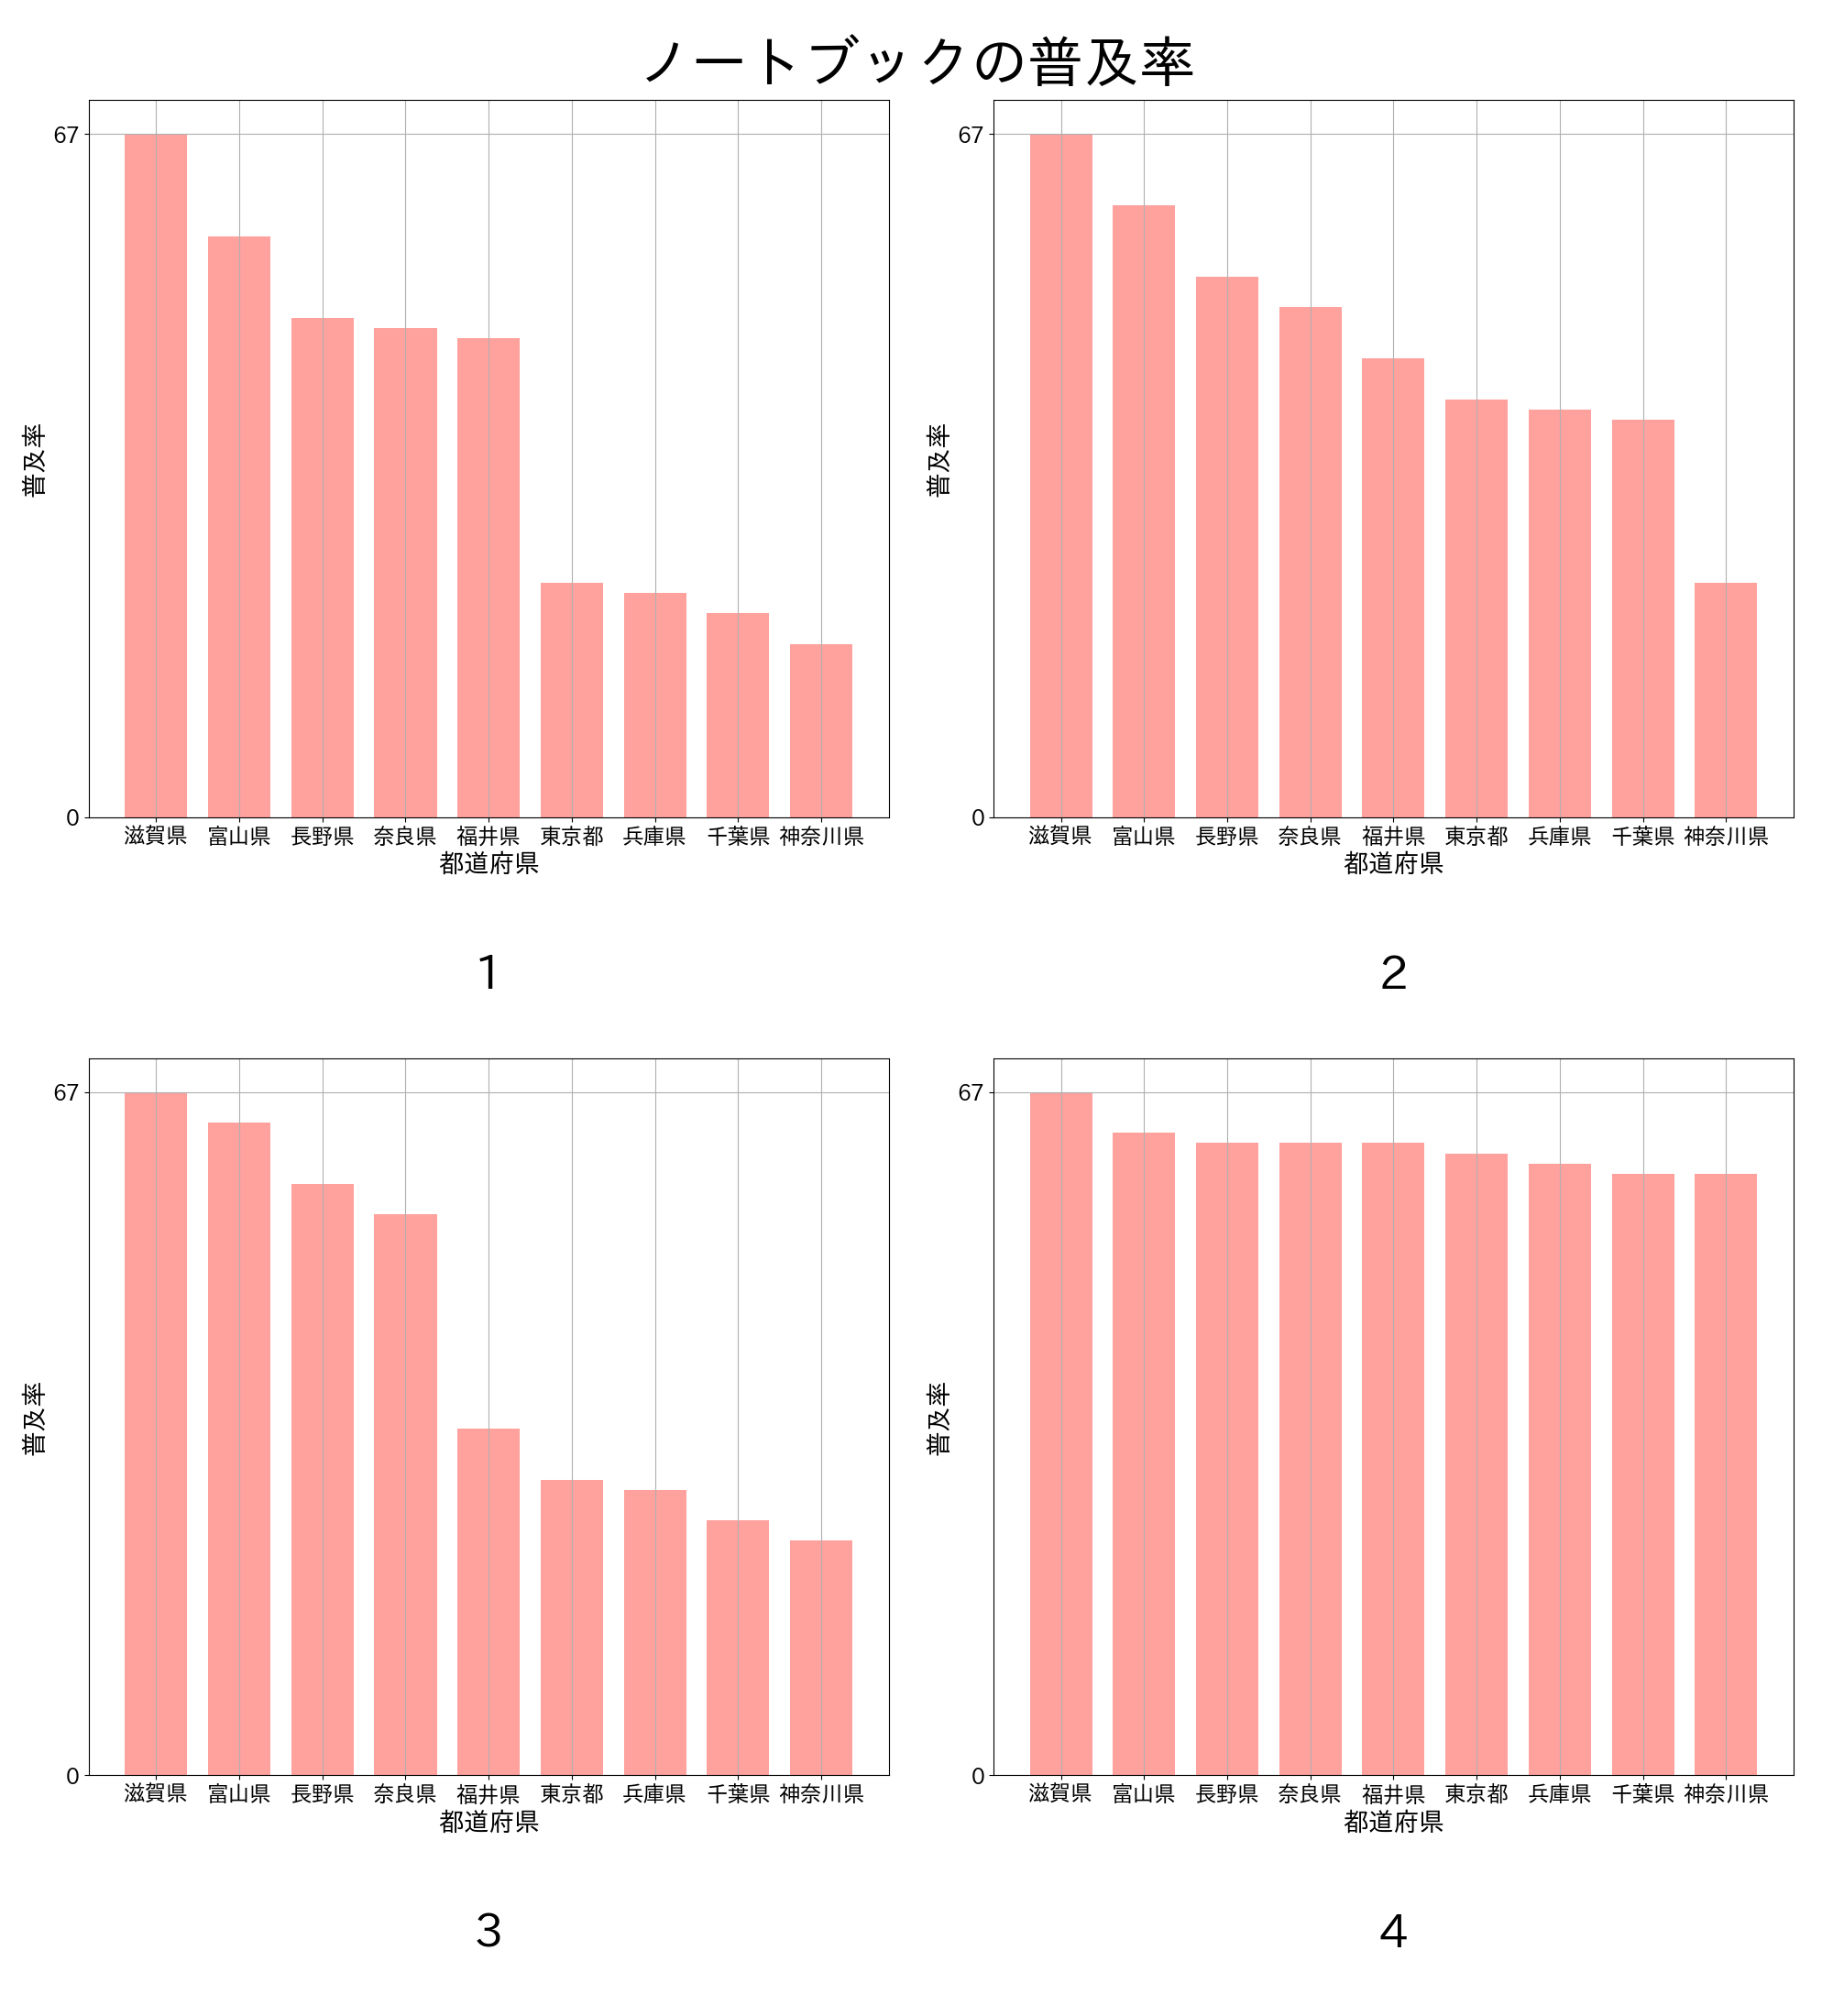 ノートブックの普及率
67
0
普及率
滋賀県 富山県 長野県 奈良県 福井県 東京都 兵庫県 千葉県 神奈川県
都道府県
1
67
0
普及率
滋賀県 富山県 長野県 奈良県 福井県 東京都 兵庫県 千葉県 神奈川県
都道府県
2
67
0
普及率
滋賀県 富山県 長野県 奈良県 福井県 東京都 兵庫県 千葉県 神奈川県
都道府県
3
67
0
普及率
滋賀県 富山県 長野県 奈良県 福井県 東京都 兵庫県 千葉県 神奈川県
都道府県
4